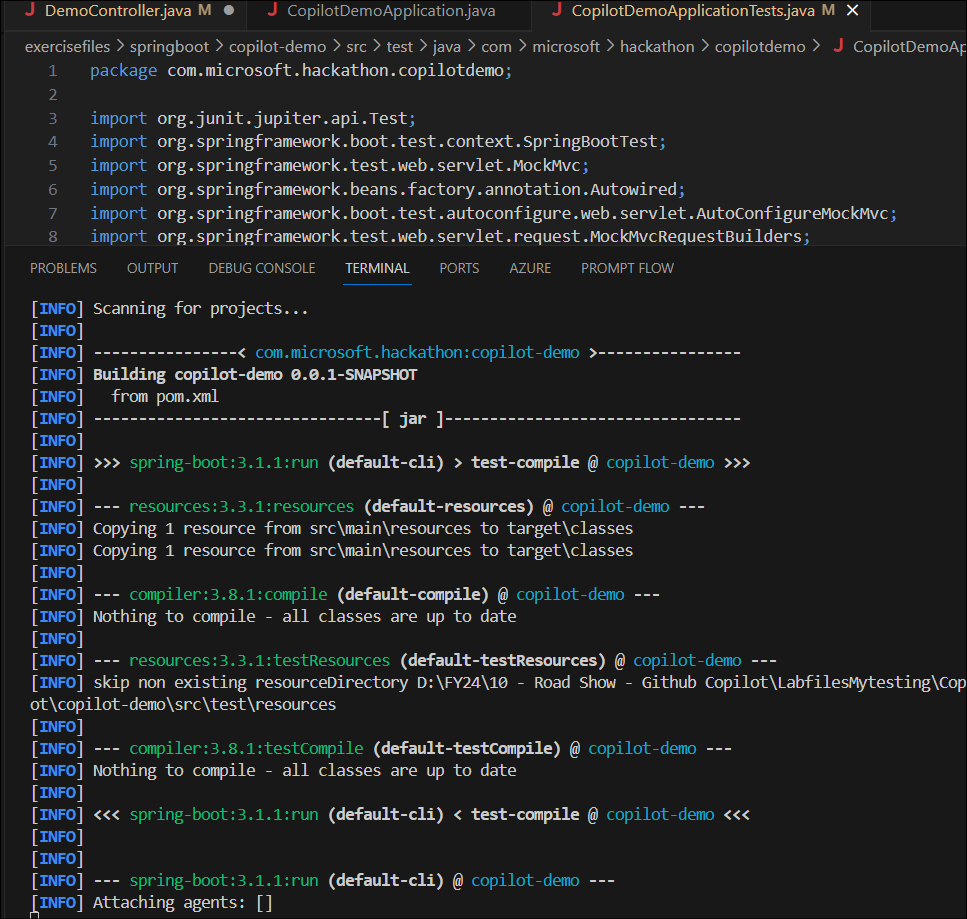 DemoController.java M
CopilotDemoApplication.java
CopilotDemoApplicationTests.java M
exercisefiles > springboot > copilot-demo > src > test > java > com > microsoft > hackathon > copilotdemo > CopilotDemoAp
1 package com.microsoft.hackathon.copilotdemo;
2
3 import org.junit.jupiter.api.Test;
4 import org.springframework.boot.test.context.SpringBootTest;
5 import org.springframework.test.web.servlet.MockMvc;
6 import org.springframework.beans.factory.annotation.Autowired;
7 import org.springframework.boot.test.autoconfigure.web.servlet.AutoConfigureMockMvc;
8 import org.springframework.test.web.servlet.request.MockMvcRequestBuilders;
PROBLEMS OUTPUT DEBUG CONSOLE TERMINAL PORTS AZURE PROMPT FLOW
[INFO] Scanning for projects...
[INFO]
[INFO] ----------------< com.microsoft.hackathon:copilot-demo >----------------
[INFO] Building copilot-demo 0.0.1-SNAPSHOT
[INFO]   from pom.xml
[INFO] --------------------------------[ jar ]---------------------------------
[INFO]
[INFO] >>> spring-boot:3.1.1:run (default-cli) > test-compile @ copilot-demo >>>
[INFO]
[INFO] --- resources:3.3.1:resources (default-resources) @ copilot-demo ---
[INFO] Copying 1 resource from src\main\resources to target\classes
[INFO] Copying 1 resource from src\main\resources to target\classes
[INFO]
[INFO] --- compiler:3.8.1:compile (default-compile) @ copilot-demo ---
[INFO] Nothing to compile - all classes are up to date
[INFO]
[INFO] --- resources:3.3.1:testResources (default-testResources) @ copilot-demo ---
[INFO] skip non existing resourceDirectory D:\FY24\10 - Road Show - Github Copilot\LabfilesMytesting\Cop
ot\copilot-demo\src\test\resources
[INFO]
[INFO] --- compiler:3.8.1:testCompile (default-testCompile) @ copilot-demo ---
[INFO] Nothing to compile - all classes are up to date
[INFO]
[INFO] <<< spring-boot:3.1.1:run (default-cli) < test-compile @ copilot-demo <<<
[INFO]
[INFO]
[INFO] --- spring-boot:3.1.1:run (default-cli) @ copilot-demo ---
[INFO] Attaching agents: []